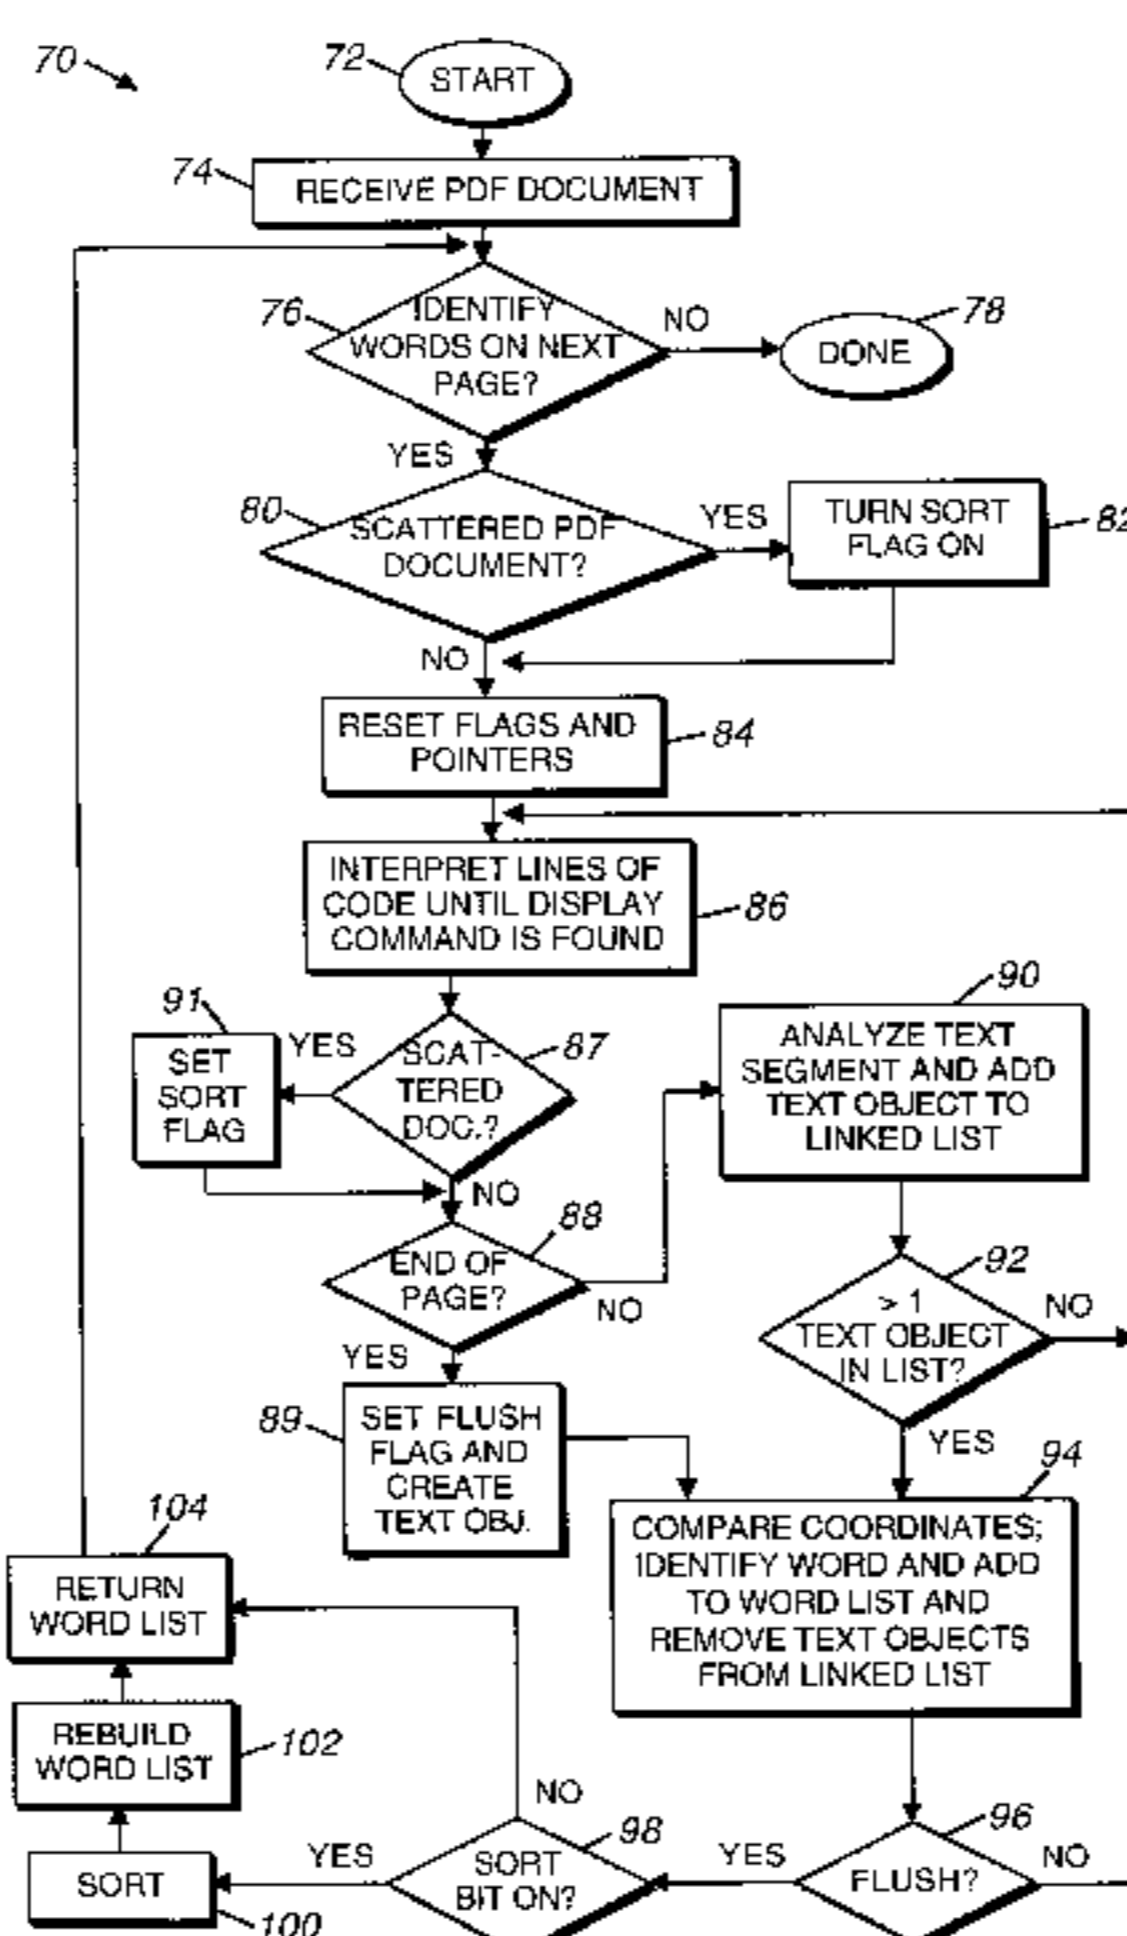 70
72
START
74
RECEIVE PDF DOCUMENT
76
IDENTIFY
WORDS ON NEXT
PAGE?
NO
78
DONE
YES
80
SCATTERED PDF
DOCUMENT?
YES
TURN SORT
FLAG ON
82
NO
RESET FLAGS AND
POINTERS
84
INTERPRET LINES OF
CODE UNTIL DISPLAY
COMMAND IS FOUND
86
91
SET
SORT
FLAG
YES
SCAT-
TERED
DOC.?
87
NO
90
ANALYZE TEXT
SEGMENT AND ADD
TEXT OBJECT TO
LINKED LIST
88
END OF
PAGE?
NO
YES
92
> 1
TEXT OBJECT
IN LIST?
NO
YES
89
SET FLUSH
FLAG AND
CREATE
TEXT OBJ.
94
COMPARE COORDINATES;
IDENTIFY WORD AND ADD
TO WORD LIST AND
REMOVE TEXT OBJECTS
FROM LINKED LIST
104
RETURN
WORD LIST
REBUILD
WORD LIST
102
SORT
100
YES
NO
98
SORT
BIT ON?
YES
96
FLUSH?
NO